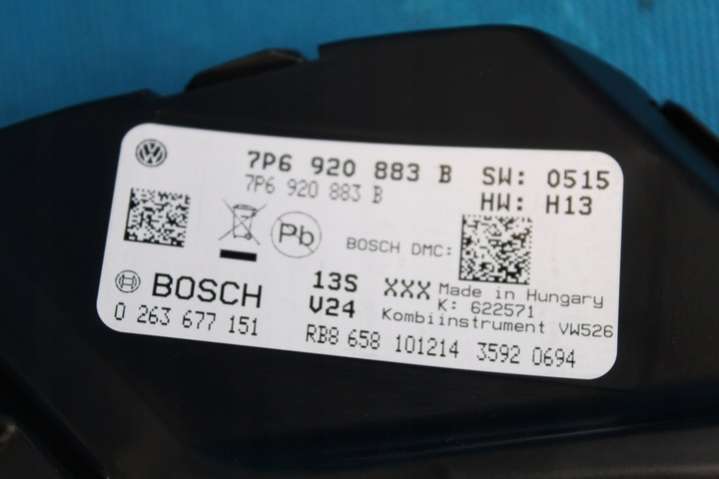 7P6 920 883 B SW: 0515
7P6 920 883 B HW: H13
Pb
BOSCH DMC:
BOSCH 13S XXX Made in Hungary
V24 K: 622571
0 263 677 151 Kombiinstrument VW526
RB8 658 101214 3592 0694